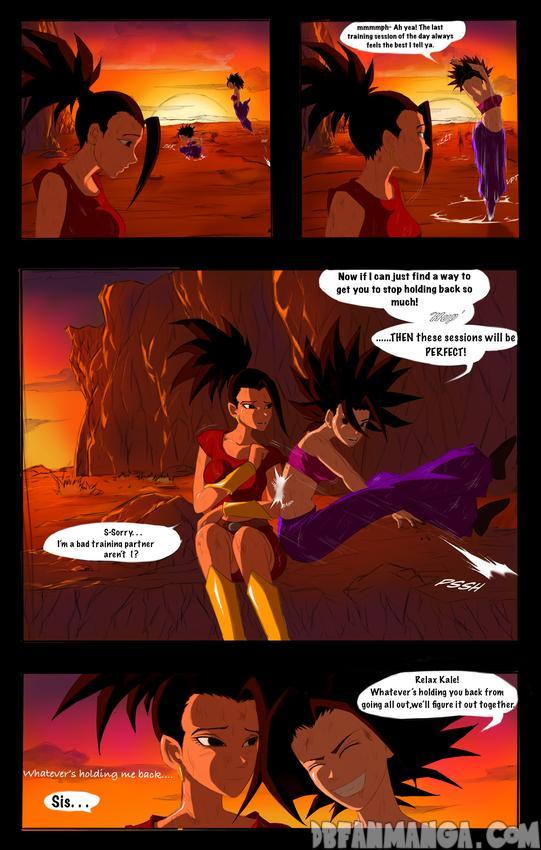 mmmmph- Ah yea! The last
training session of the day always
feels the best I tell ya.
Now if I can just find a way to
get you to stop holding back so
much!
......THEN these sessions will be
PERFECT!
S-Sorry. . .
I'm a bad training partner
aren't I ?
PSSH
Relax Kale!
Whatever's holding you back from
going all out,we'll figure it out together.
Whatever's holding me back....
Sis. . .
DBFANMANGA.COM